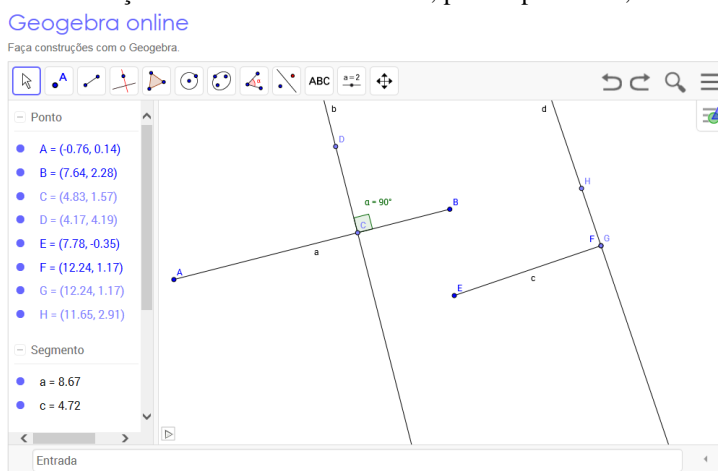 Geogebra online
Faça construções com o Geogebra.
A
ABC
a=2
Ponto
A = (-0.76, 0.14)
B = (7.64, 2.28)
C = (4.83, 1.57)
D = (4.17, 4.19)
E = (7.78, -0.35)
F = (12.24, 1.17)
G = (12.24, 1.17)
H = (11.65, 2.91)
Segmento
a = 8.67
c = 4.72
b
d
D
H
α = 90°
B
C
F
G
a
A
E
c
Entrada